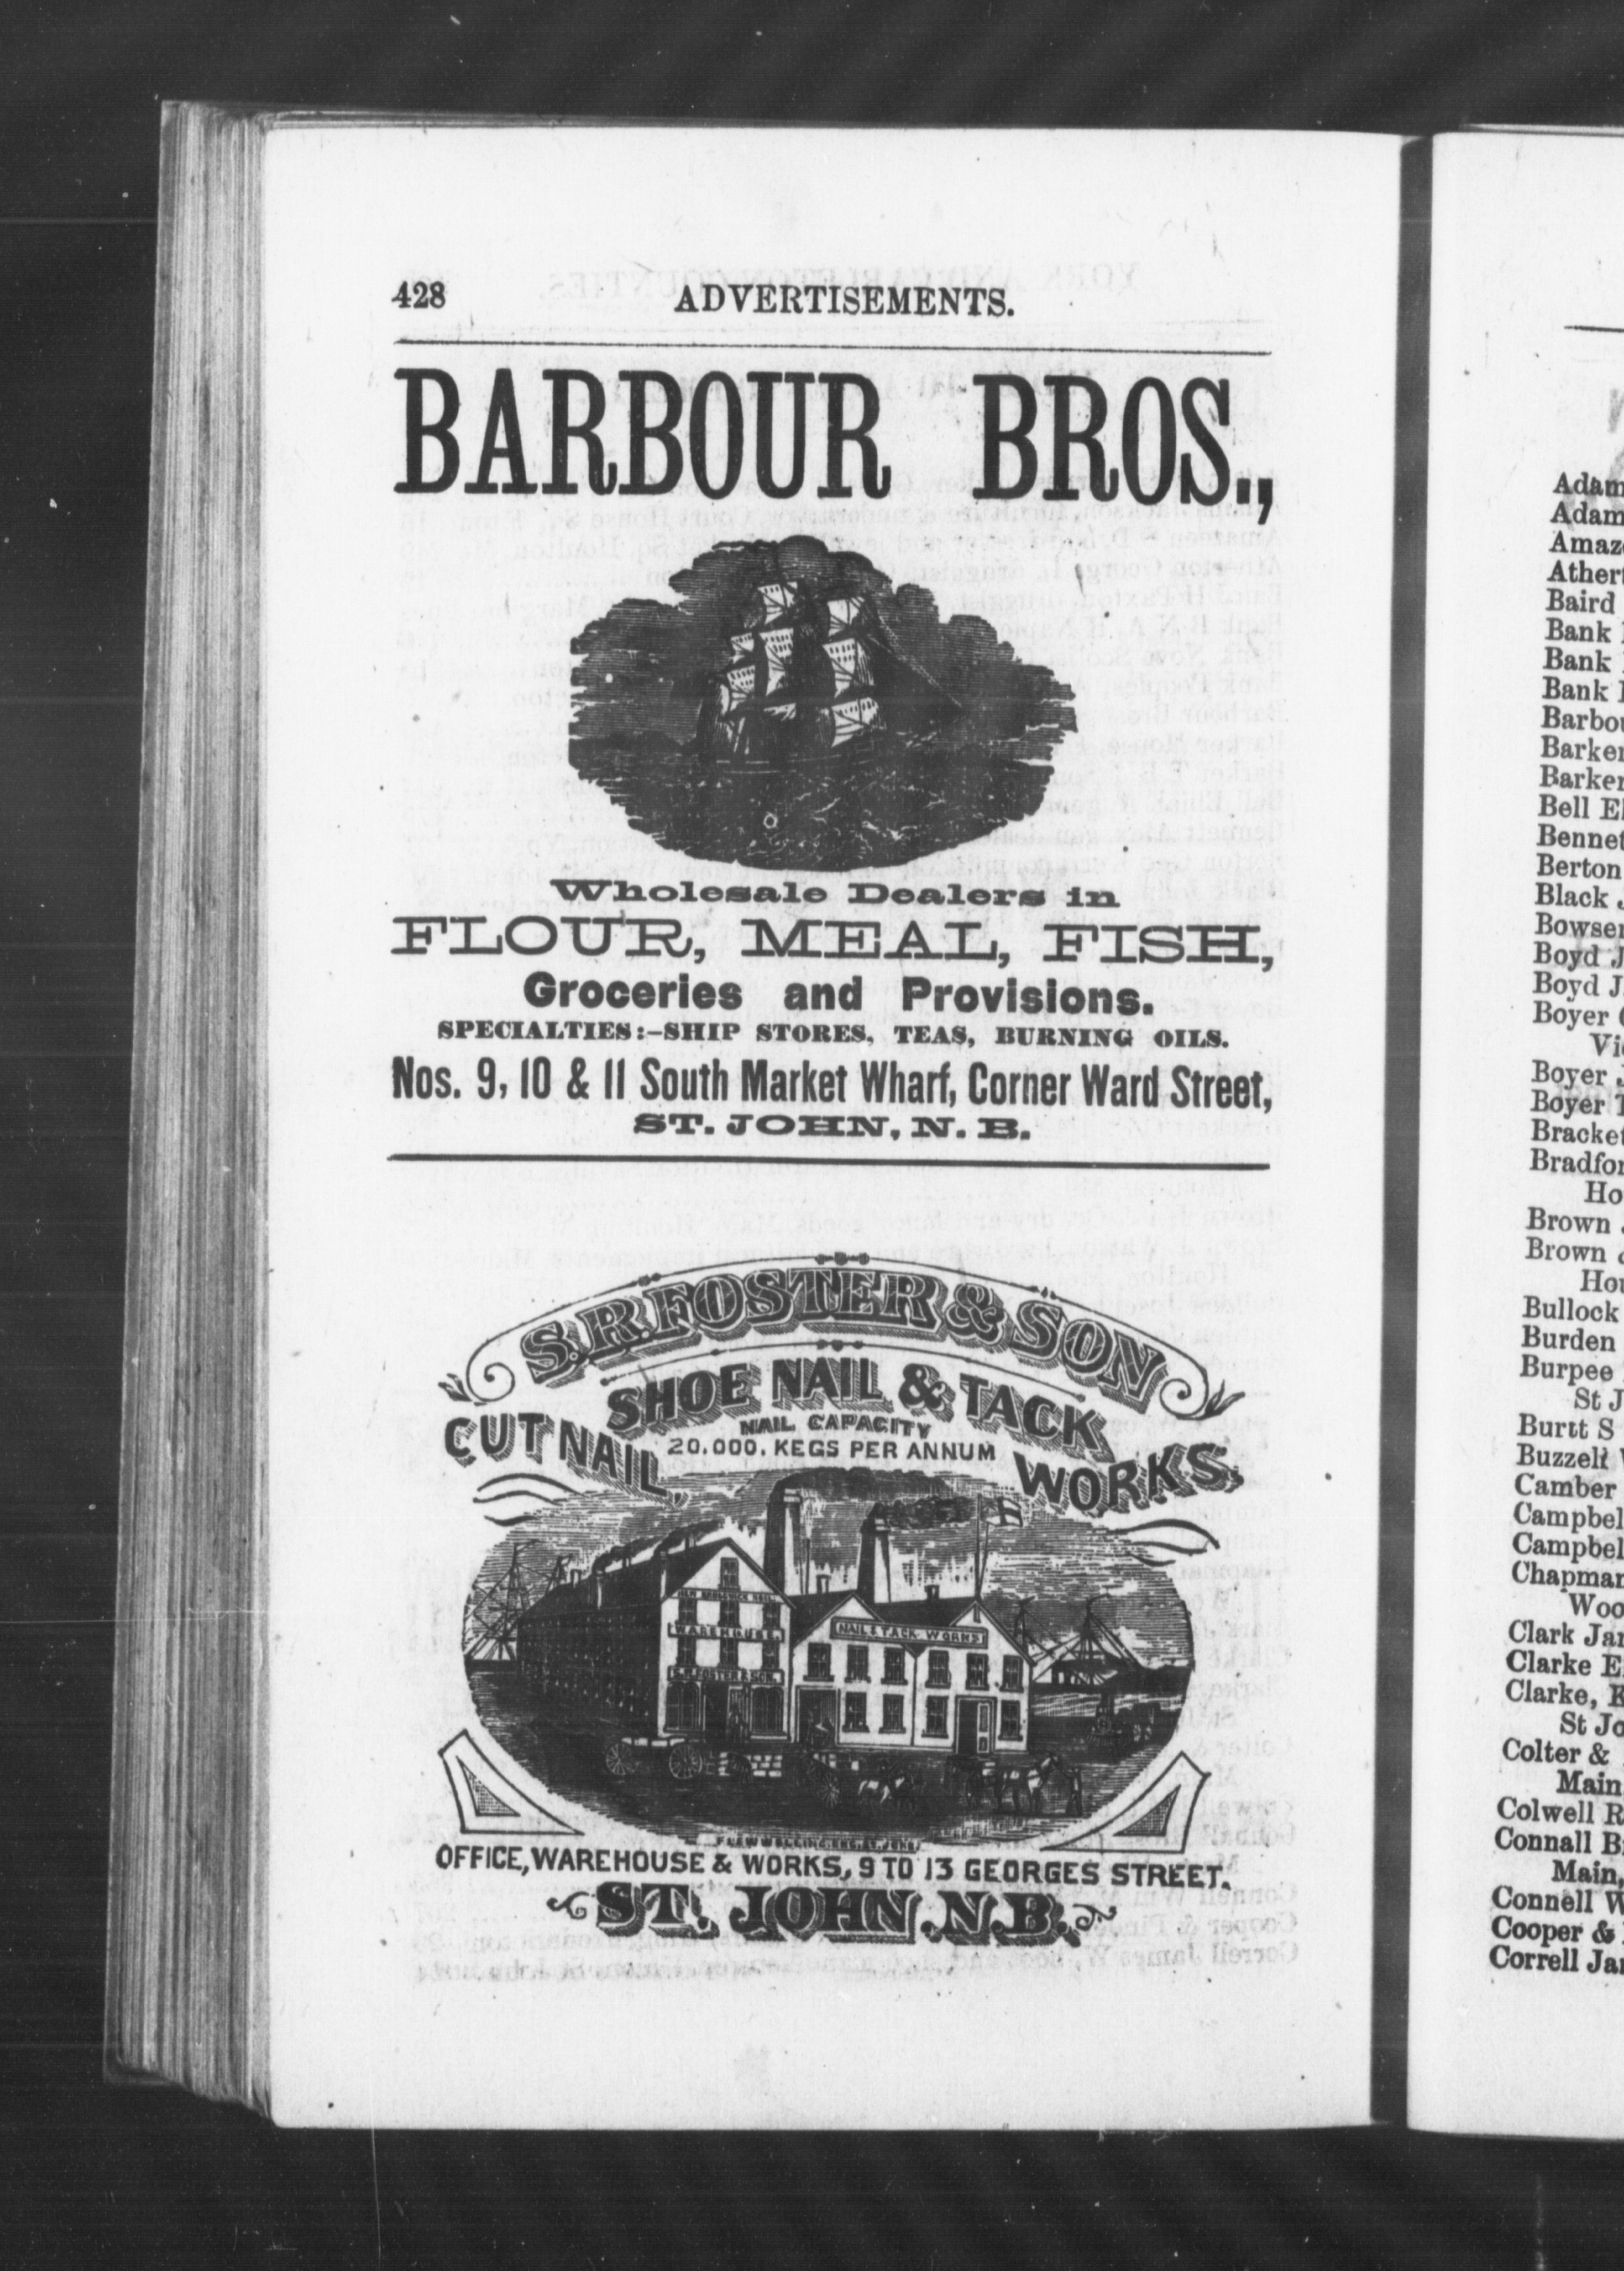 428 ADVERTISEMENTS.
BARBOUR BROS.,
Wholesale Dealers in
FLOUR, MEAL, FISH,
Groceries and Provisions.
SPECIALTIES:–SHIP STORES, TEAS, BURNING OILS.
Nos. 9, 10 & 11 South Market Wharf, Corner Ward Street,
ST. JOHN, N. B.
S.R. FOSTER & SON
SHOE NAIL & TACK
CUT NAIL, WORKS,
NAIL CAPACITY
20.000. KEGS PER ANNUM
WAREHOUSE.
S.R. FOSTER & SON.
NAIL & TACK WORKS
OFFICE, WAREHOUSE & WORKS, 9 TO 13 GEORGES STREET.
ST. JOHN. N.B.
Adam
Adam
Amaz
Ather
Baird
Bank
Bank
Bank
Barbou
Barker
Barker
Bell El
Bennet
Berton
Black J
Bowser
Boyd J
Boyd J
Boyer
Vi
Boyer J
Boyer T
Bracket
Bradfor
Ho
Brown
Brown
Ho
Bullock
Burden
Burpee
St J
Burtt S
Buzzell
Camber
Campbel
Campbel
Chapman
Woo
Clark Ja
Clarke E
Clarke, E
St Jo
Colter &
Main
Colwell R
Connall B
Main,
Connell W
Cooper &
Correll Ja